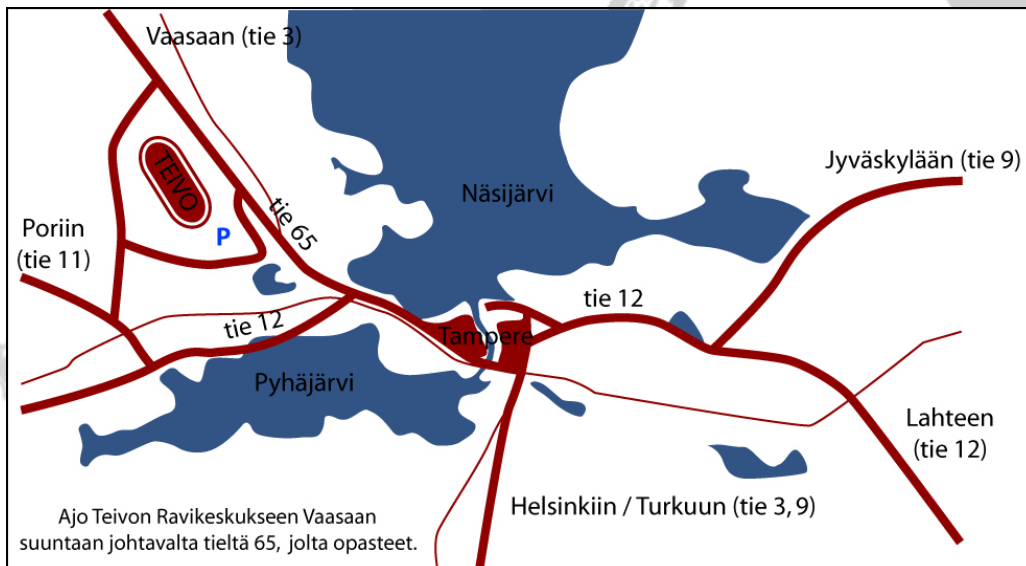 Vaasaan (tie 3)
Jyväskylään (tie 9)
TEIVO
Näsijärvi
tie 65
P
Poriin
(tie 11)
tie 12
tie 12
Tampere
Pyhäjärvi
Lahteen
(tie 12)
Helsinkiin / Turkuun (tie 3, 9)
Ajo Teivon Ravikeskukseen Vaasaan
suuntaan johtavalta tieltä 65, jolta opasteet.